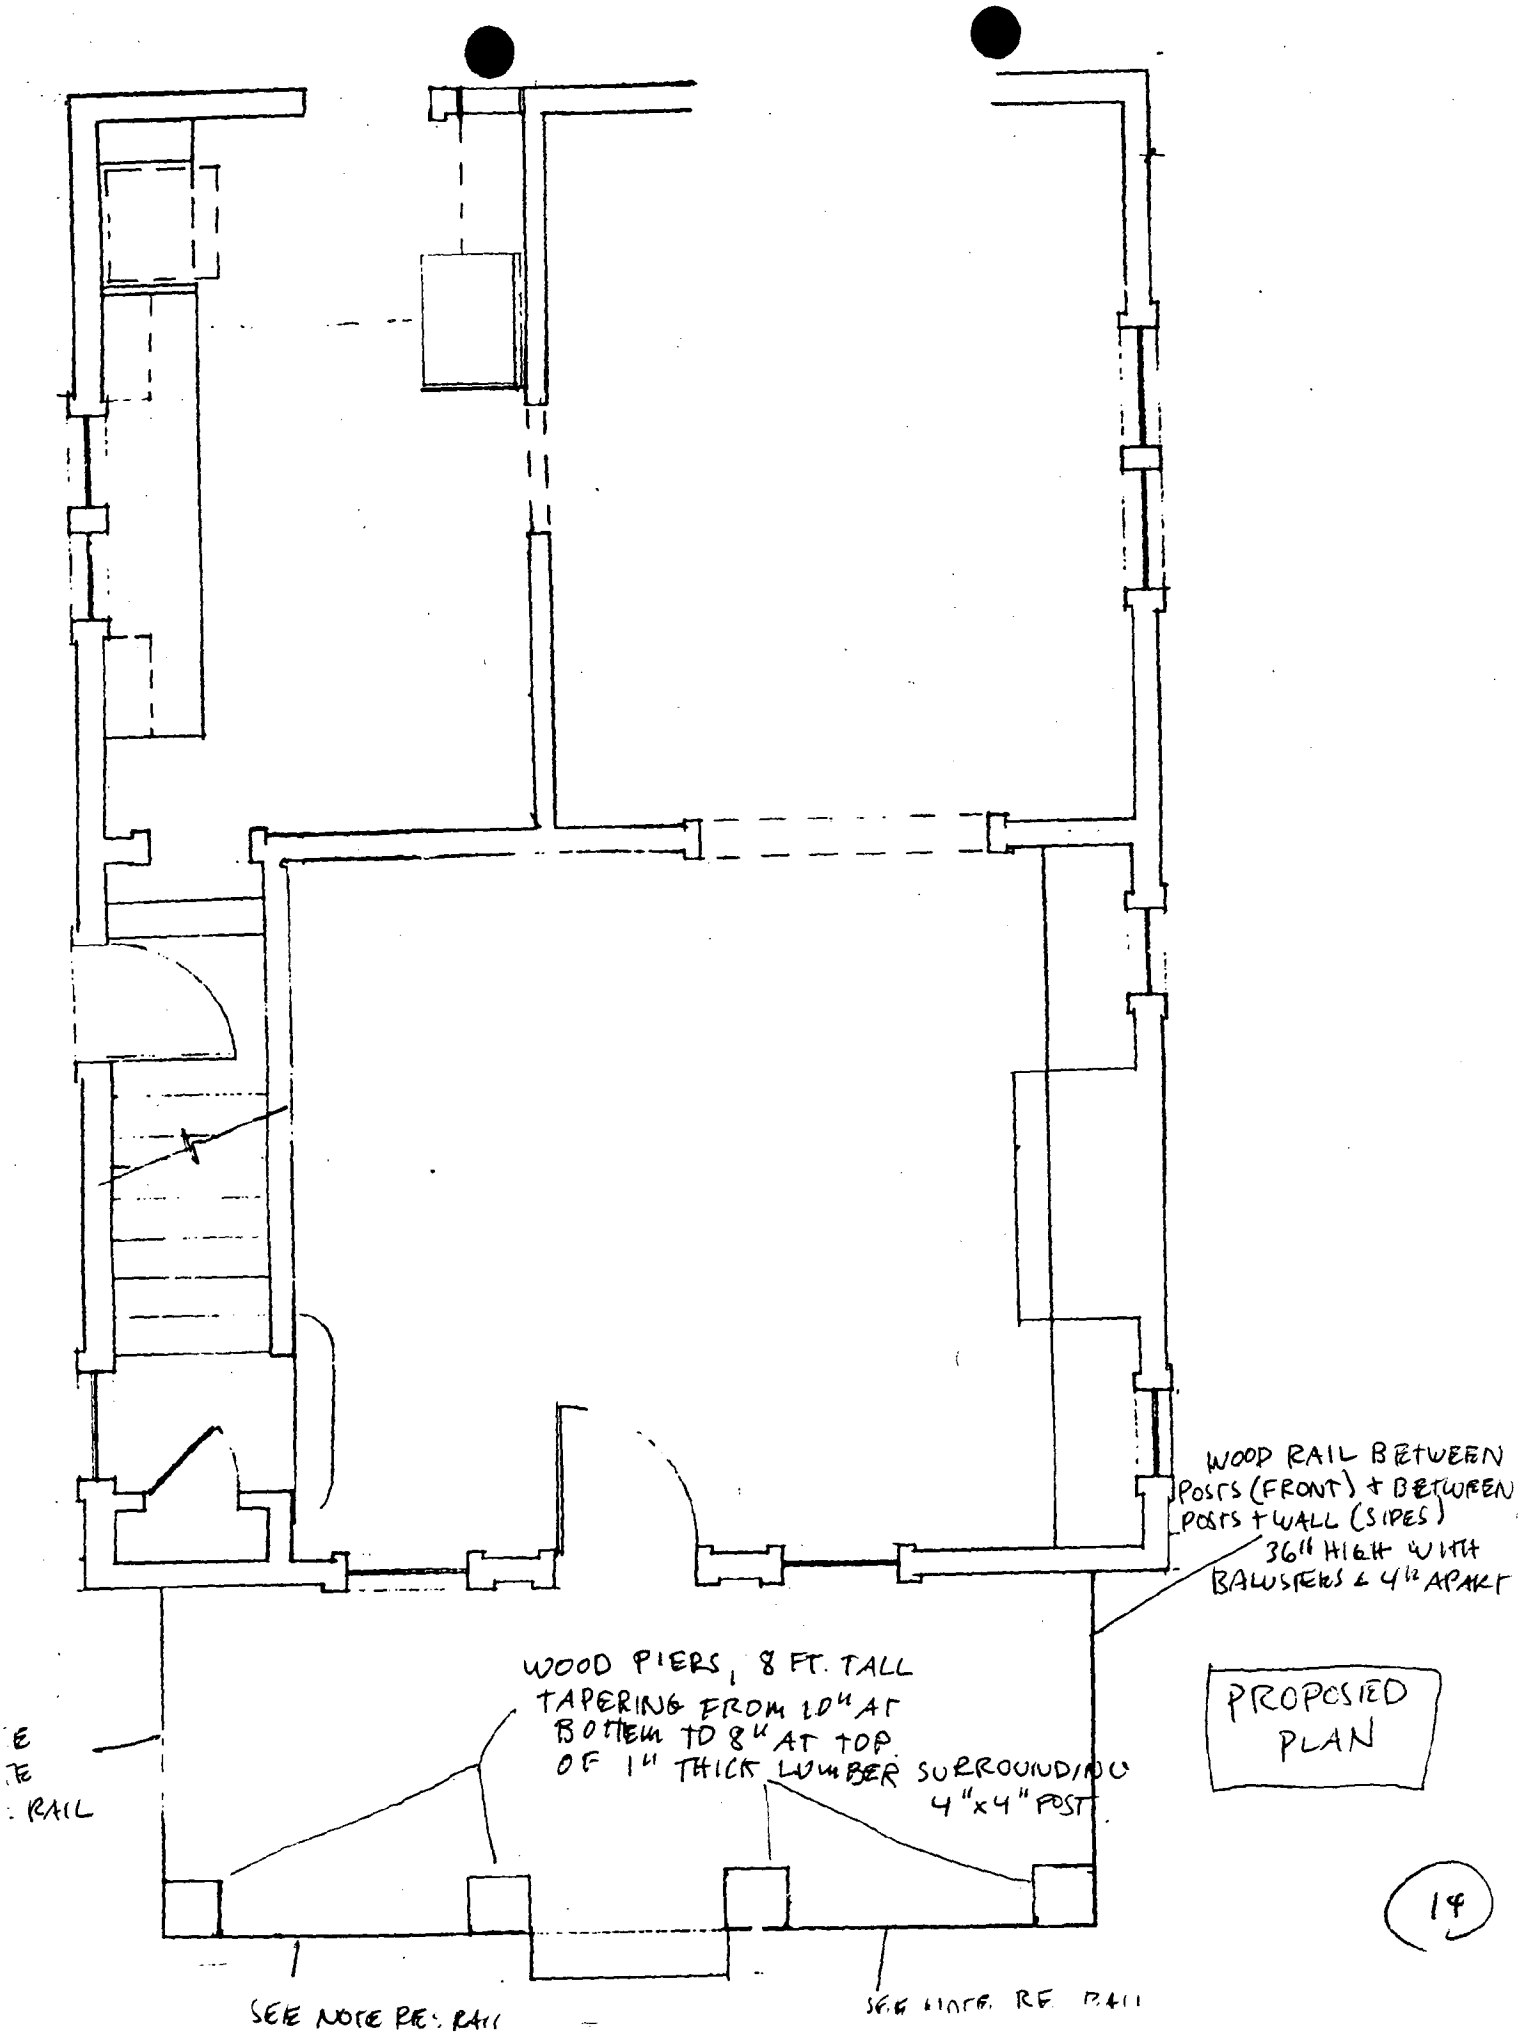 WOOD RAIL BETWEEN
POSTS (FRONT) + BETWEEN
POSTS + WALL (SIDES)
36" HIGH WITH
BALUSTERS < 4" APART
WOOD PIERS, 8 FT. TALL
TAPERING FROM 10" AT
BOTTEM TO 8" AT TOP
OF 1" THICK LUMBER SURROUNDING
4"x4" POST
PROPOSED
PLAN
E
E
: RAIL
14
SEE NOTE RE: RAIL
SEE NOTE RE RAIL